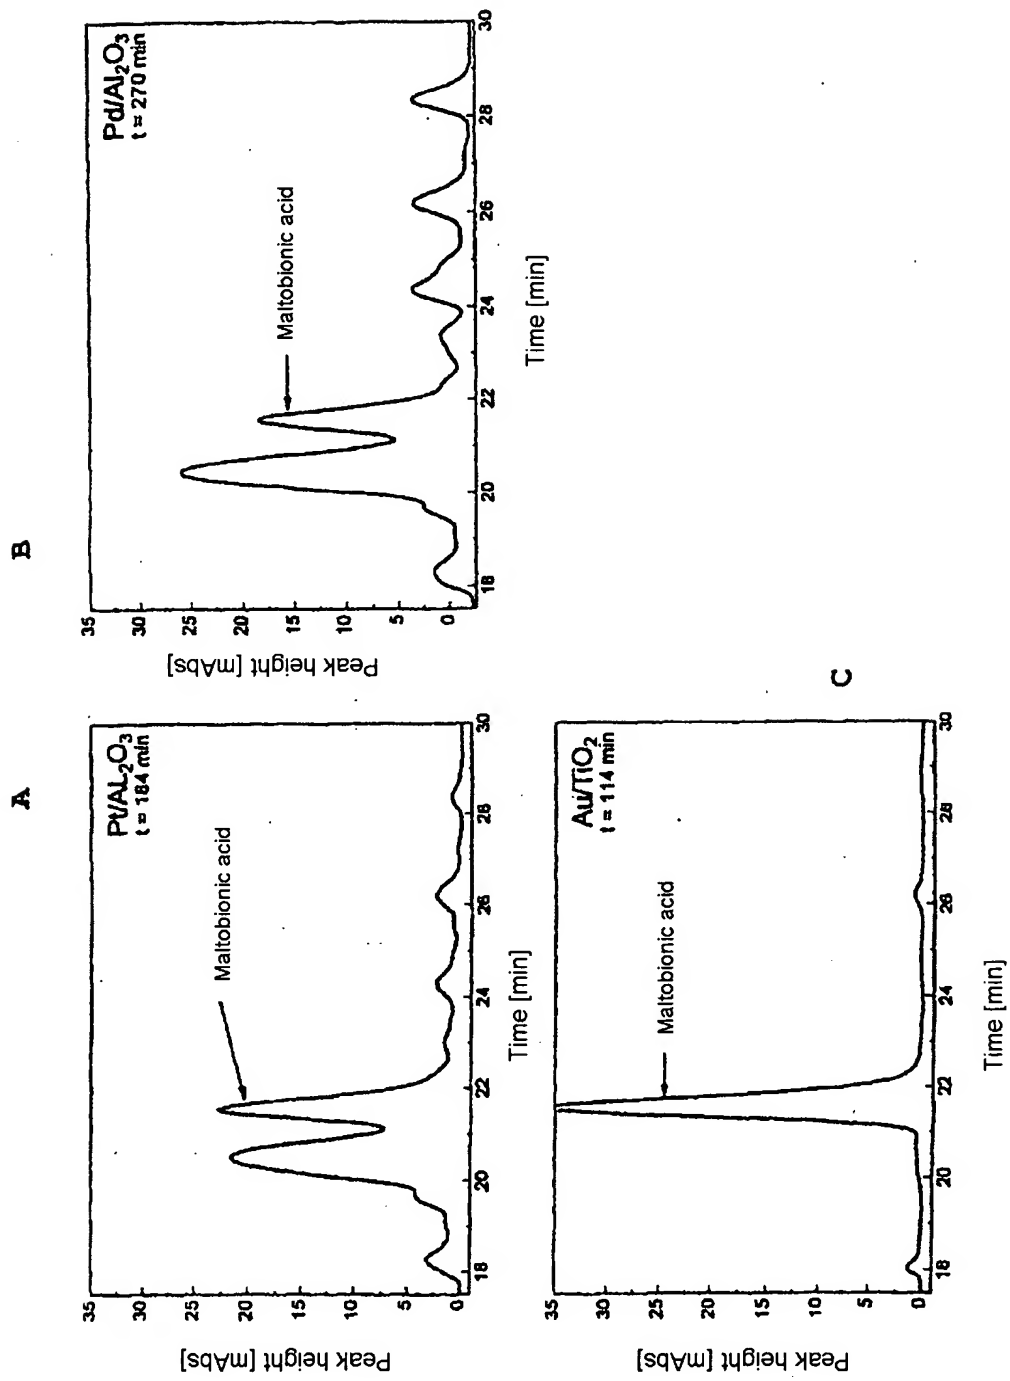 A
Pt/AL2O3
t = 184 min
Maltobionic acid
Peak height [mAbs]
35
30
25
20
15
10
5
0
18
20
22
24
26
28
30
Time [min]
B
Pd/Al2O3
t = 270 min
Maltobionic acid
Peak height [mAbs]
35
30
25
20
15
10
5
0
18
20
22
24
26
28
30
Time [min]
C
Au/TiO2
t = 114 min
Maltobionic acid
Peak height [mAbs]
35
30
25
20
15
10
5
0
18
20
22
24
26
28
30
Time [min]